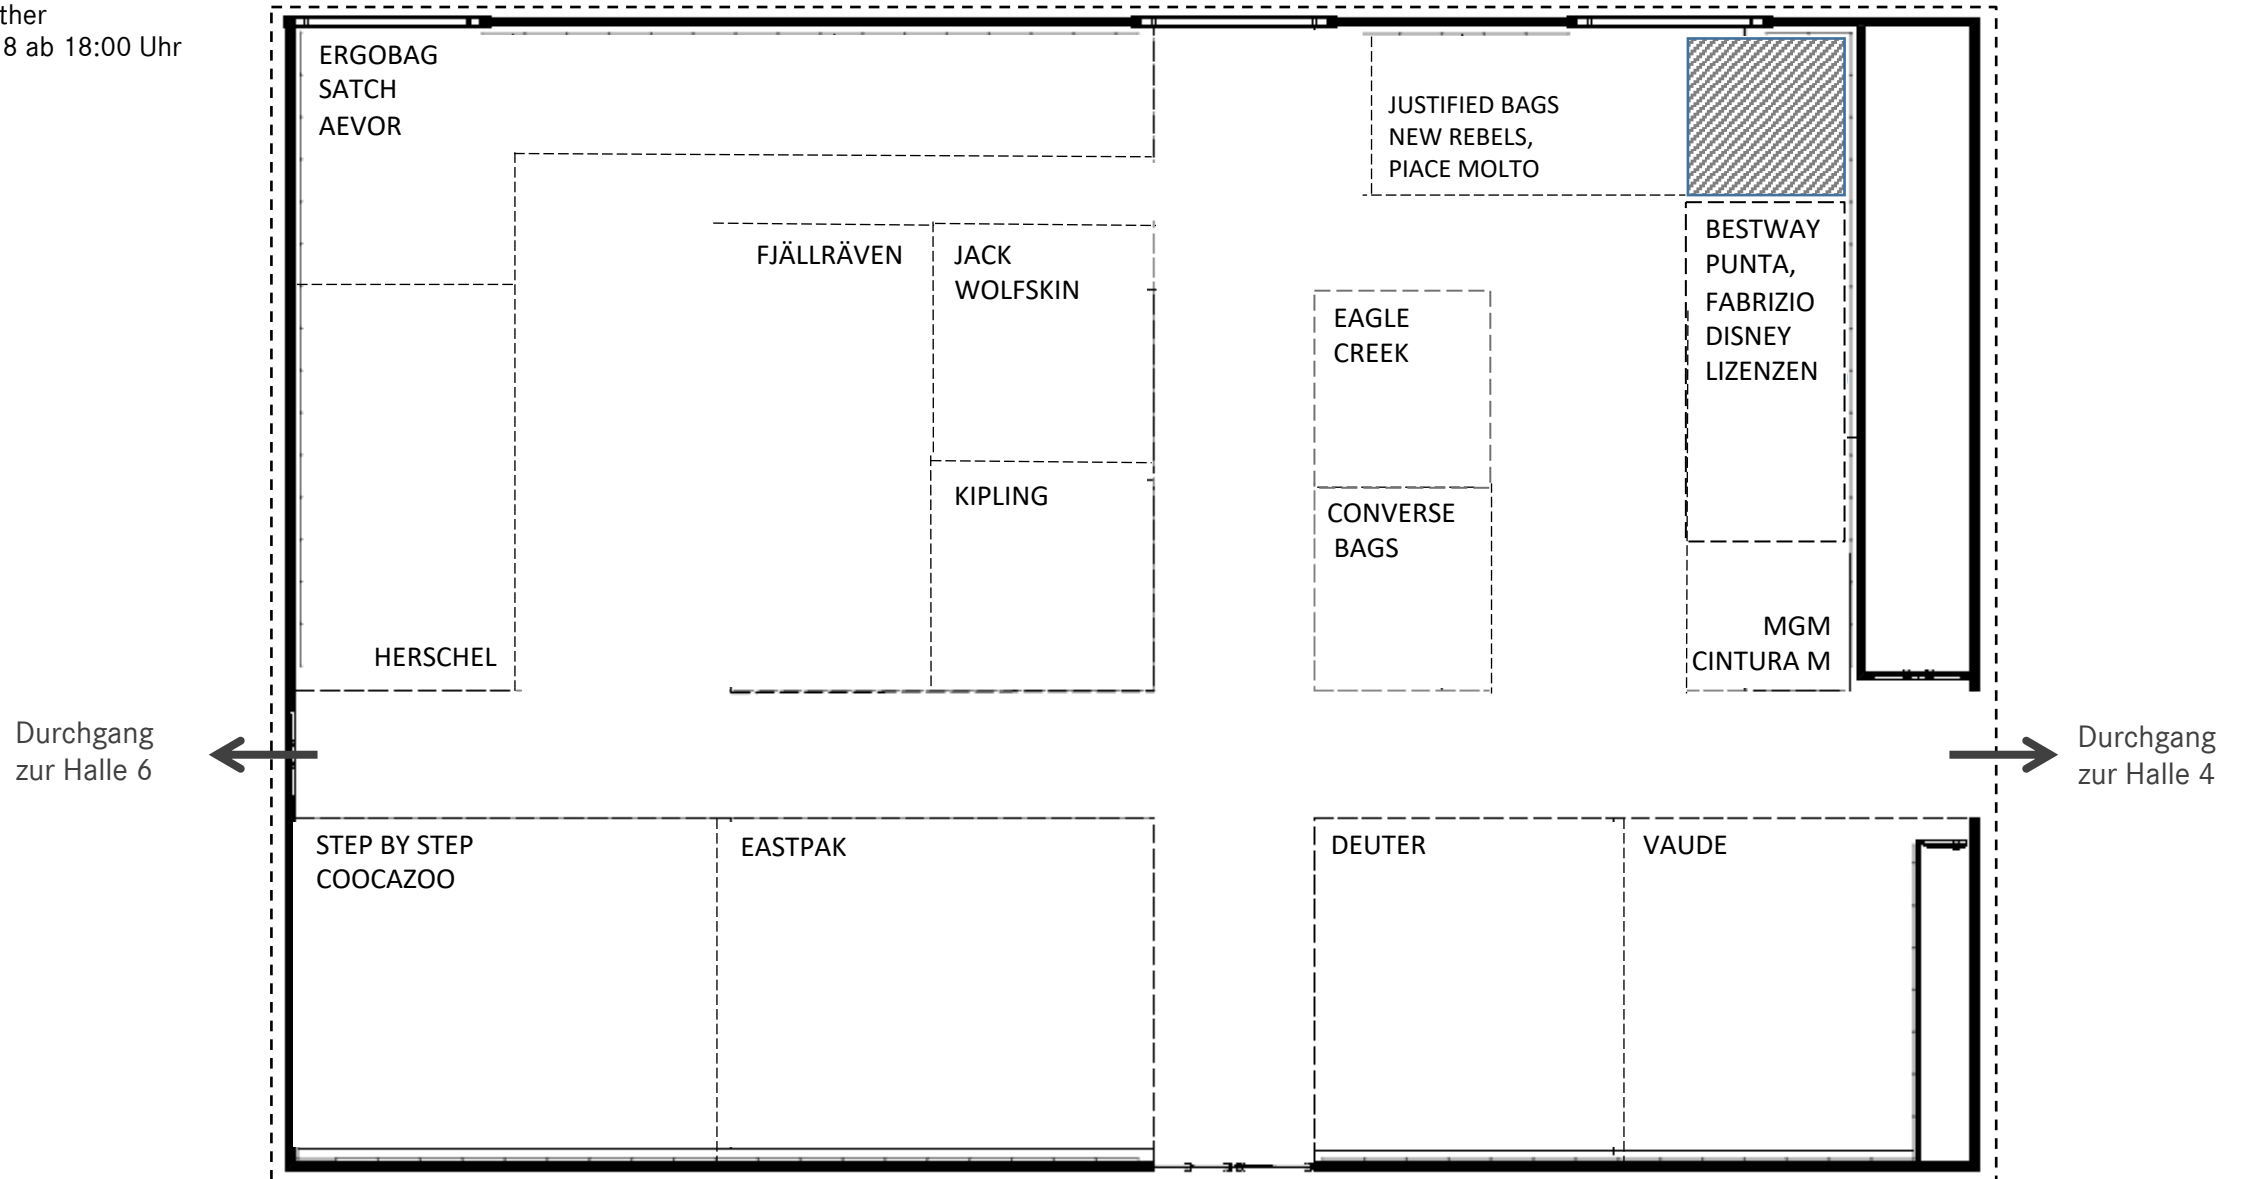 8 ab 18:00 Uhr
ERGOBAG
SATCH
AEVOR
JUSTIFIED BAGS
NEW REBELS,
PIACE MOLTO
BESTWAY
PUNTA,
FABRIZIO
DISNEY
LIZENZEN
FJÄLLRÄVEN
JACK
WOLFSKIN
EAGLE
CREEK
KIPLING
CONVERSE
BAGS
HERSCHEL
MGM
CINTURA M
Durchgang
zur Halle 6
Durchgang
zur Halle 4
STEP BY STEP
COOCAZOO
EASTPAK
DEUTER
VAUDE